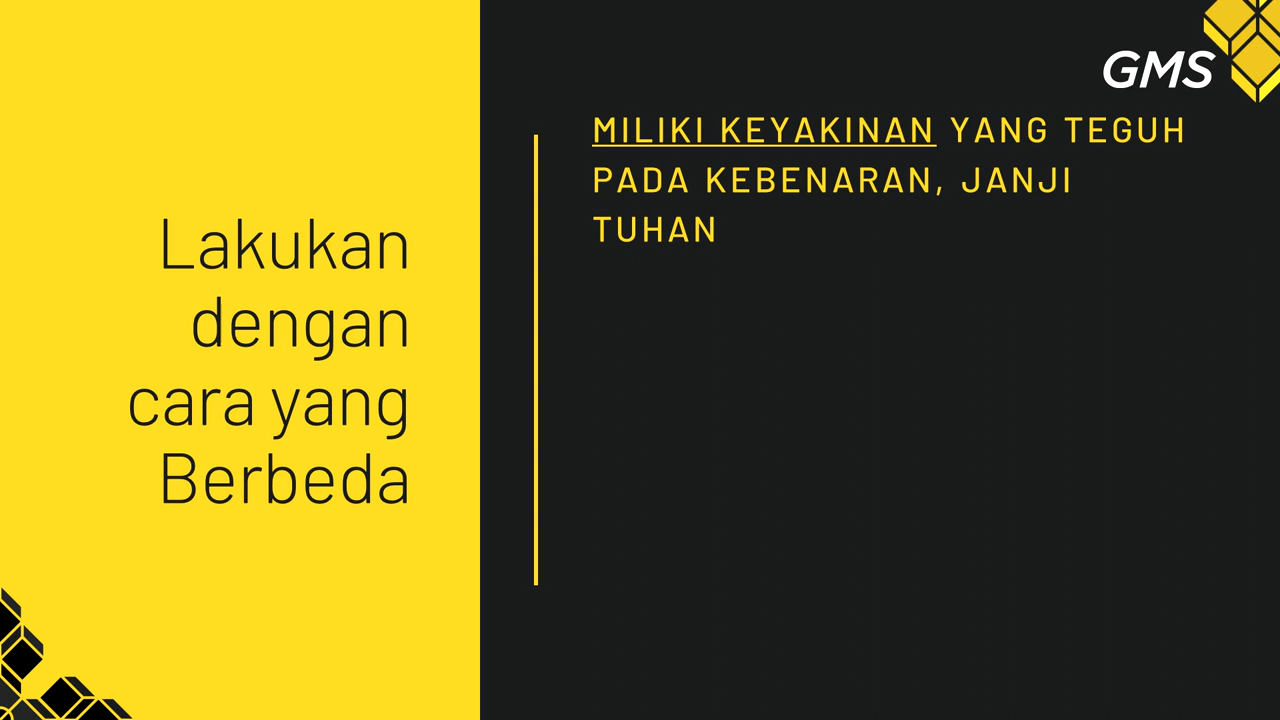 Lakukan
dengan
cara yang
Berbeda
GMS
MILIKI KEYAKINAN YANG TEGUH
PADA KEBENARAN, JANJI
TUHAN